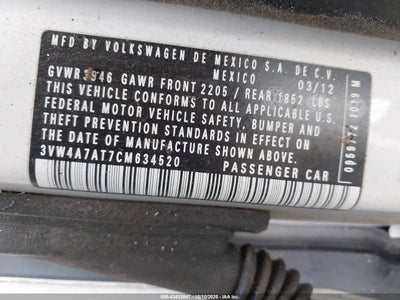 MFD BY VOLKSWAGEN DE MEXICO S.A. DE C.V.
MEXICO 03/12
GVWR3946 GAWR FRONT 2205 / REAR 1852 LBS
THIS VEHICLE CONFORMS TO ALL APPLICABLE U.S.
FEDERAL MOTOR VEHICLE SAFETY, BUMPER AND
THEFT PREVENTION STANDARDS IN EFFECT ON
THE DATE OF MANUFACTURE SHOWN ABOVE.
3VW4A7AT7CM634520 PASSENGER CAR